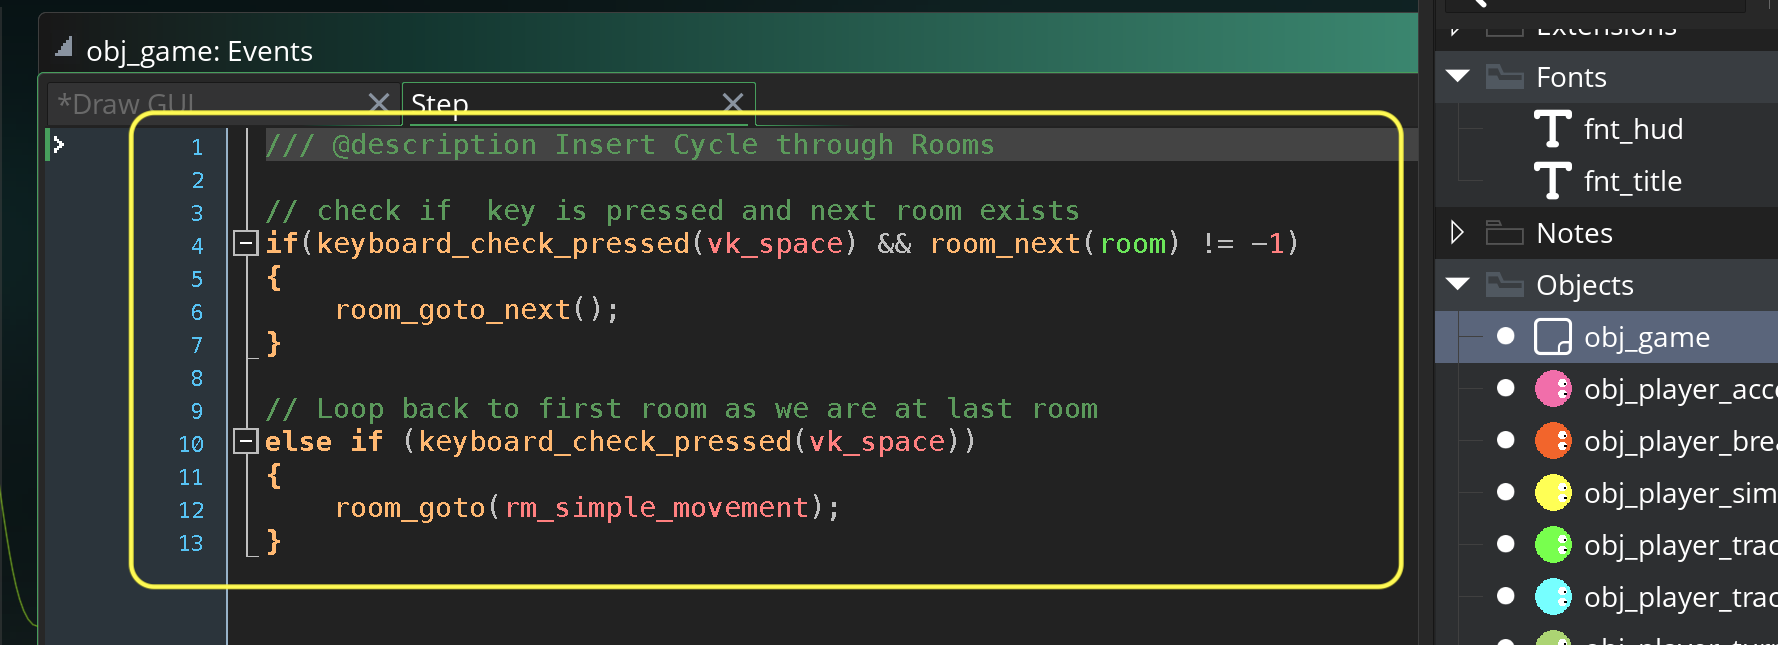 obj_game: Events
*Draw GUI
Step
1 /// @description Insert Cycle through Rooms
2
3 // check if  key is pressed and next room exists
4 if(keyboard_check_pressed(vk_space) && room_next(room) != -1)
5 {
6     room_goto_next();
7 }
8
9 // Loop back to first room as we are at last room
10 else if (keyboard_check_pressed(vk_space))
11 {
12     room_goto(rm_simple_movement);
13 }
Extensions
Fonts
fnt_hud
fnt_title
Notes
Objects
obj_game
obj_player_acc
obj_player_brea
obj_player_sim
obj_player_trac
obj_player_trac